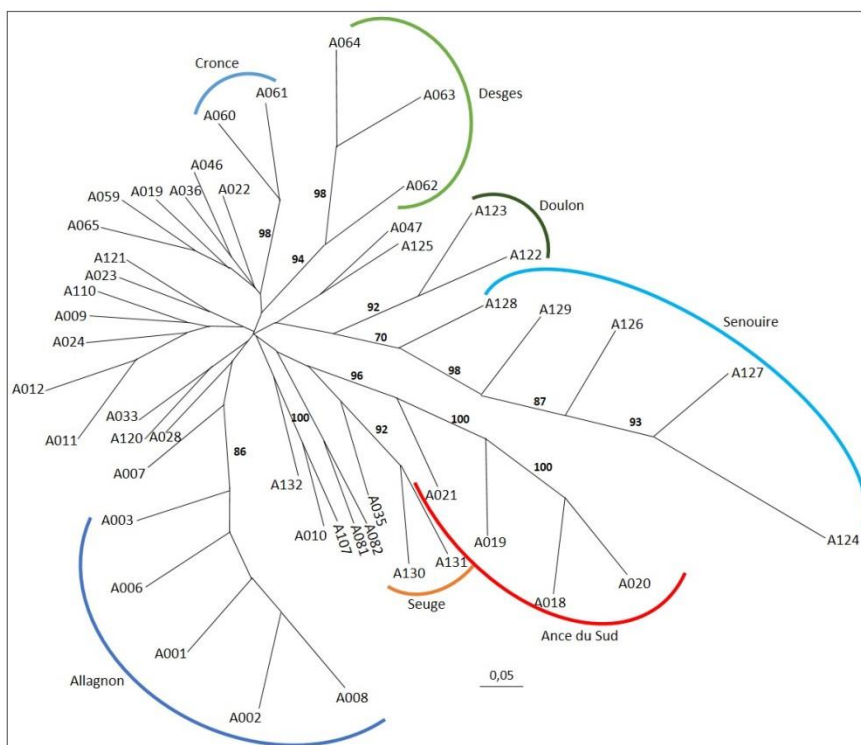 A064
Cronce
A061
A063
Desges
A060
A046
A059
A019
A036
A022
98
A062
A123
Doulon
A065
98
A047
A125
A122
A121
94
A023
A110
92
A128
A129
Senouire
A009
A126
A024
70
A127
98
96
A012
87
93
A033
A011
A120
A028
100
92
100
A007
86
100
A132
A021
A003
A010
A107
A081
A082
A035
A019
A124
A131
A130
A006
A020
Seuge
A018
A001
Ance du Sud
Allagnon
0,05
A008
A002